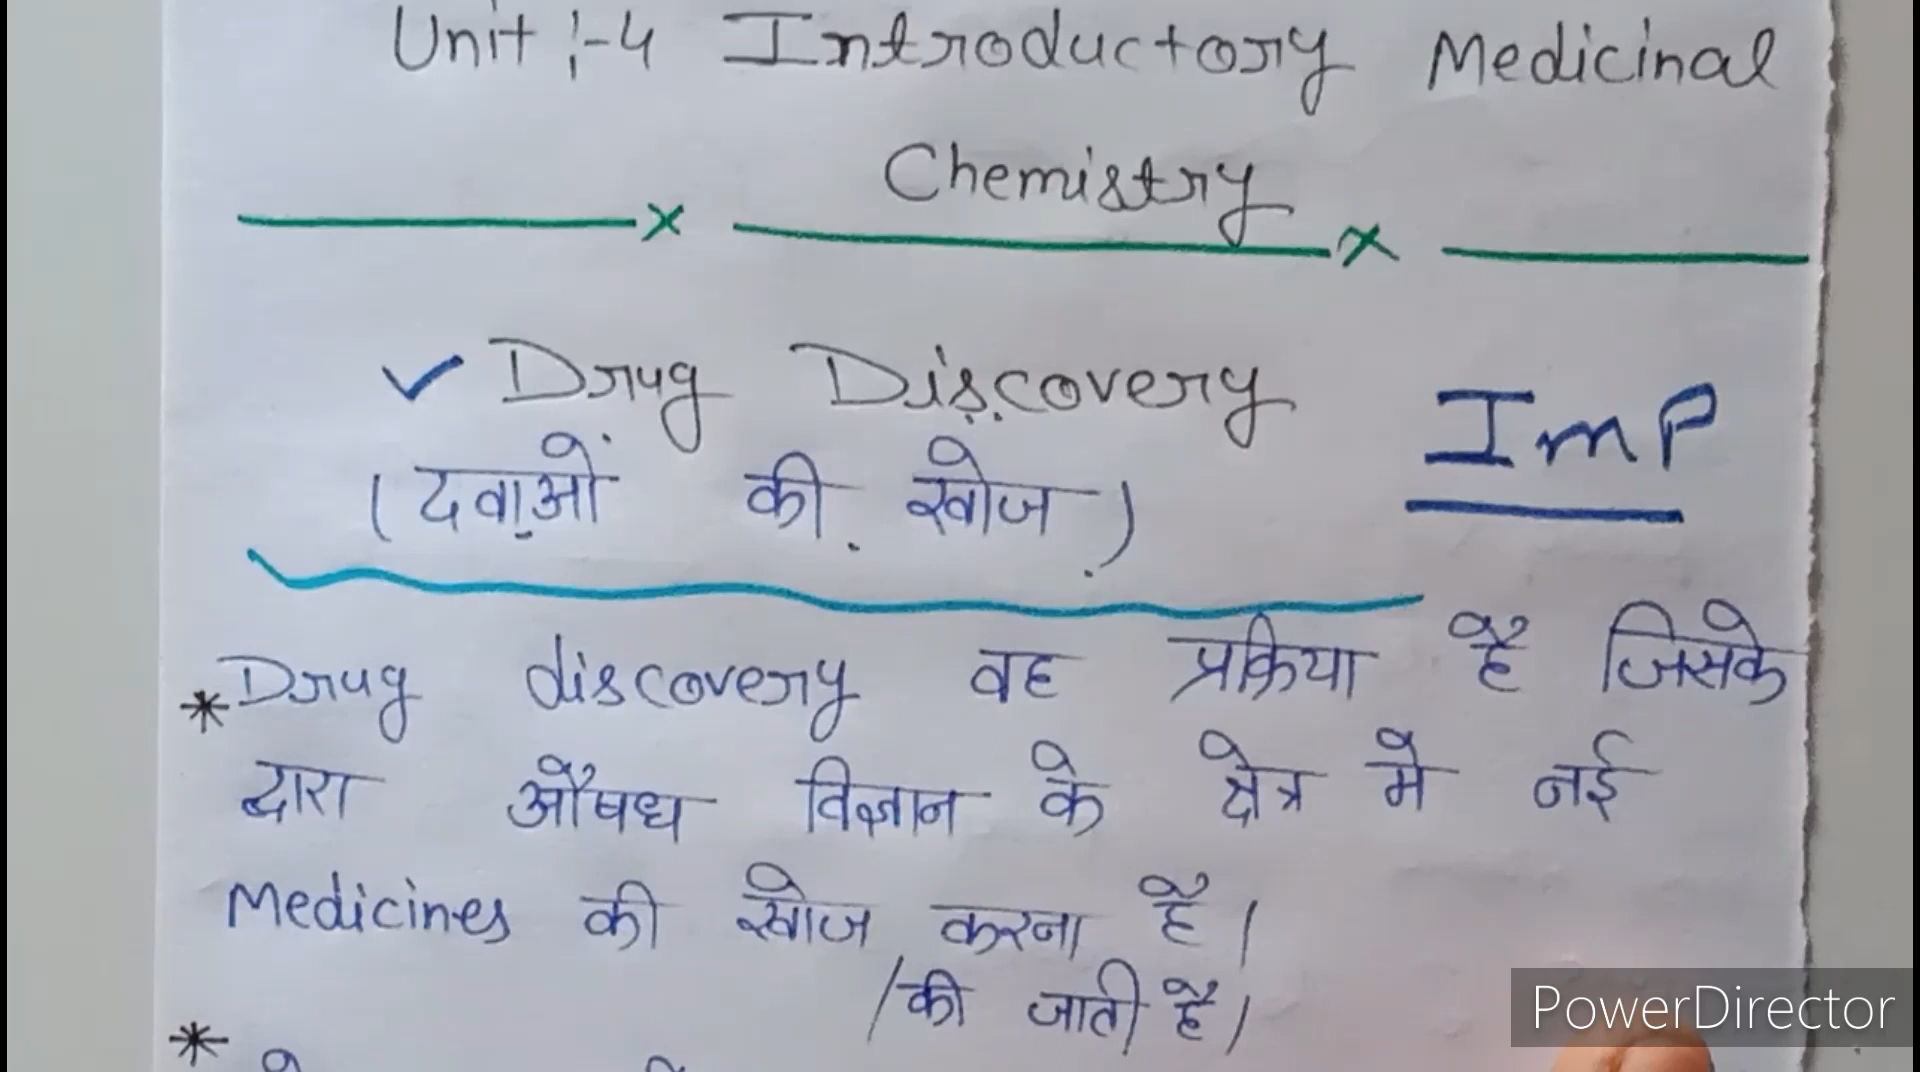 Unit :-4 Introductory Medicinal
Chemistry
✓ Drug Discovery
Imp
(दवाओं की खोज)
* Drug discovery वह प्रक्रिया है जिसके
द्वारा औषध विज्ञान के क्षेत्र मे नई
Medicines की खोज करना है।
/की जाती है।
*
PowerDirector